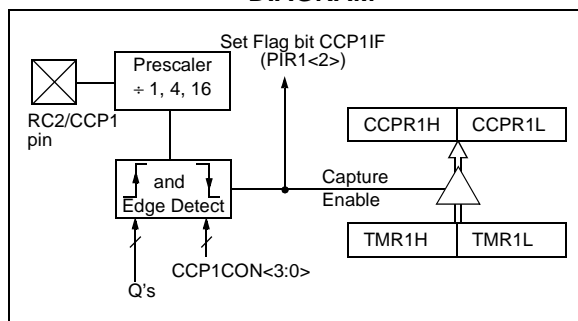 Set Flag bit CCP1IF
(PIR1<2>)
Prescaler
÷ 1, 4, 16
RC2/CCP1
pin
CCPR1H
CCPR1L
and
Edge Detect
Capture
Enable
TMR1H
TMR1L
CCP1CON<3:0>
Q's